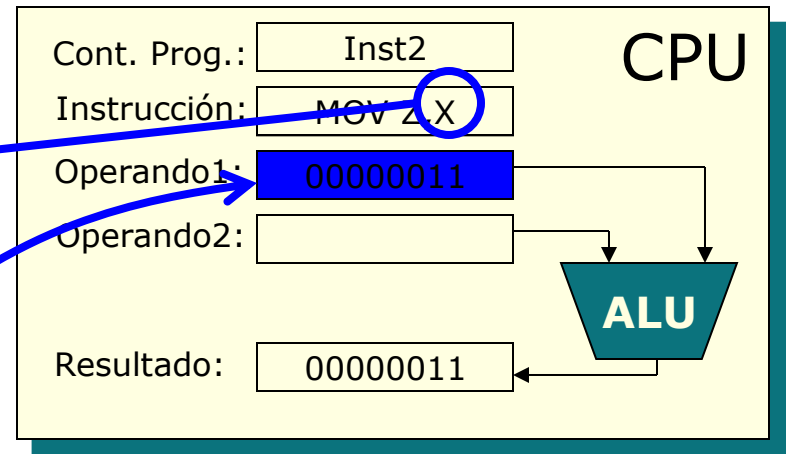 CPU
Cont. Prog.: Inst2
Instrucción: MOV Z,X
Operando1: 00000011
Operando2:
ALU
Resultado: 00000011